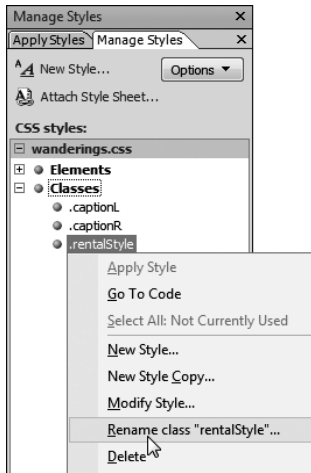 Manage Styles
Apply Styles Manage Styles
New Style... Options
Attach Style Sheet...
CSS styles:
wanderings.css
Elements
Classes
.captionL
.captionR
.rentalStyle
Apply Style
Go To Code
Select All: Not Currently Used
New Style...
New Style Copy...
Modify Style...
Rename class "rentalStyle"...
Delete